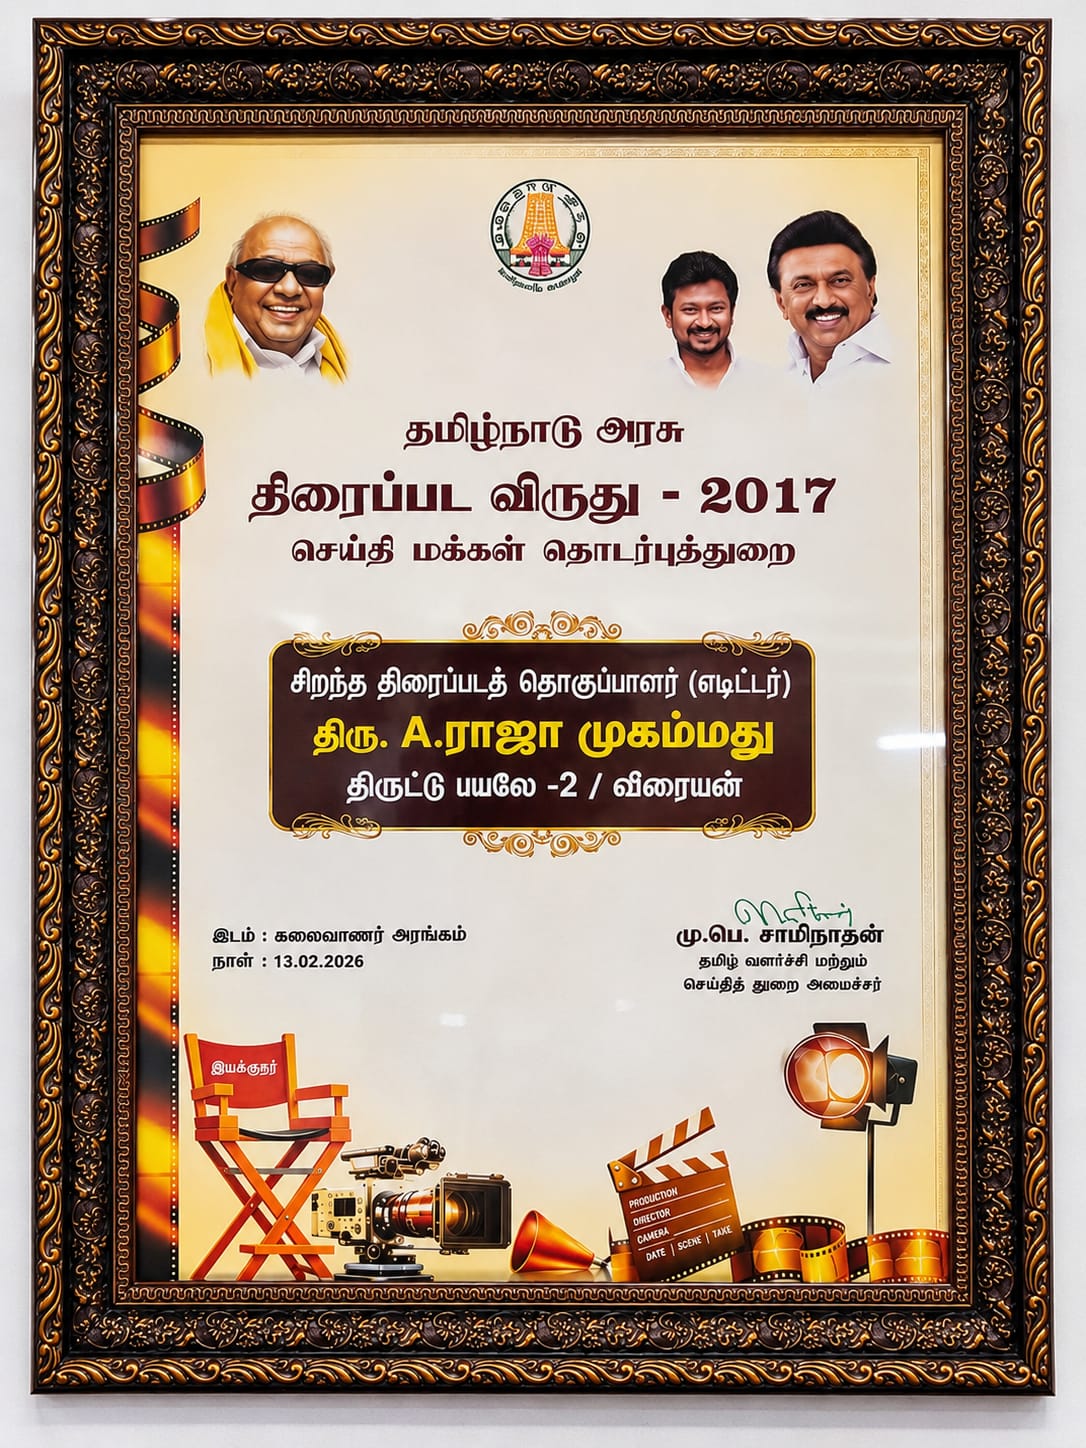 தமிழ்நாடு அரசு
திரைப்பட விருது - 2017
செய்தி மக்கள் தொடர்புத்துறை
சிறந்த திரைப்படத் தொகுப்பாளர் (எடிட்டர்)
திரு. A.ராஜா முகம்மது
திருட்டு பயலே -2 / வீரையன்
இடம் : கலைவாணர் அரங்கம்
நாள் : 13.02.2026
மு.பெ. சாமிநாதன்
தமிழ் வளர்ச்சி மற்றும்
செய்தித் துறை அமைச்சர்
இயக்குநர்
PRODUCTION
DIRECTOR
CAMERA
DATE | SCENE | TAKE